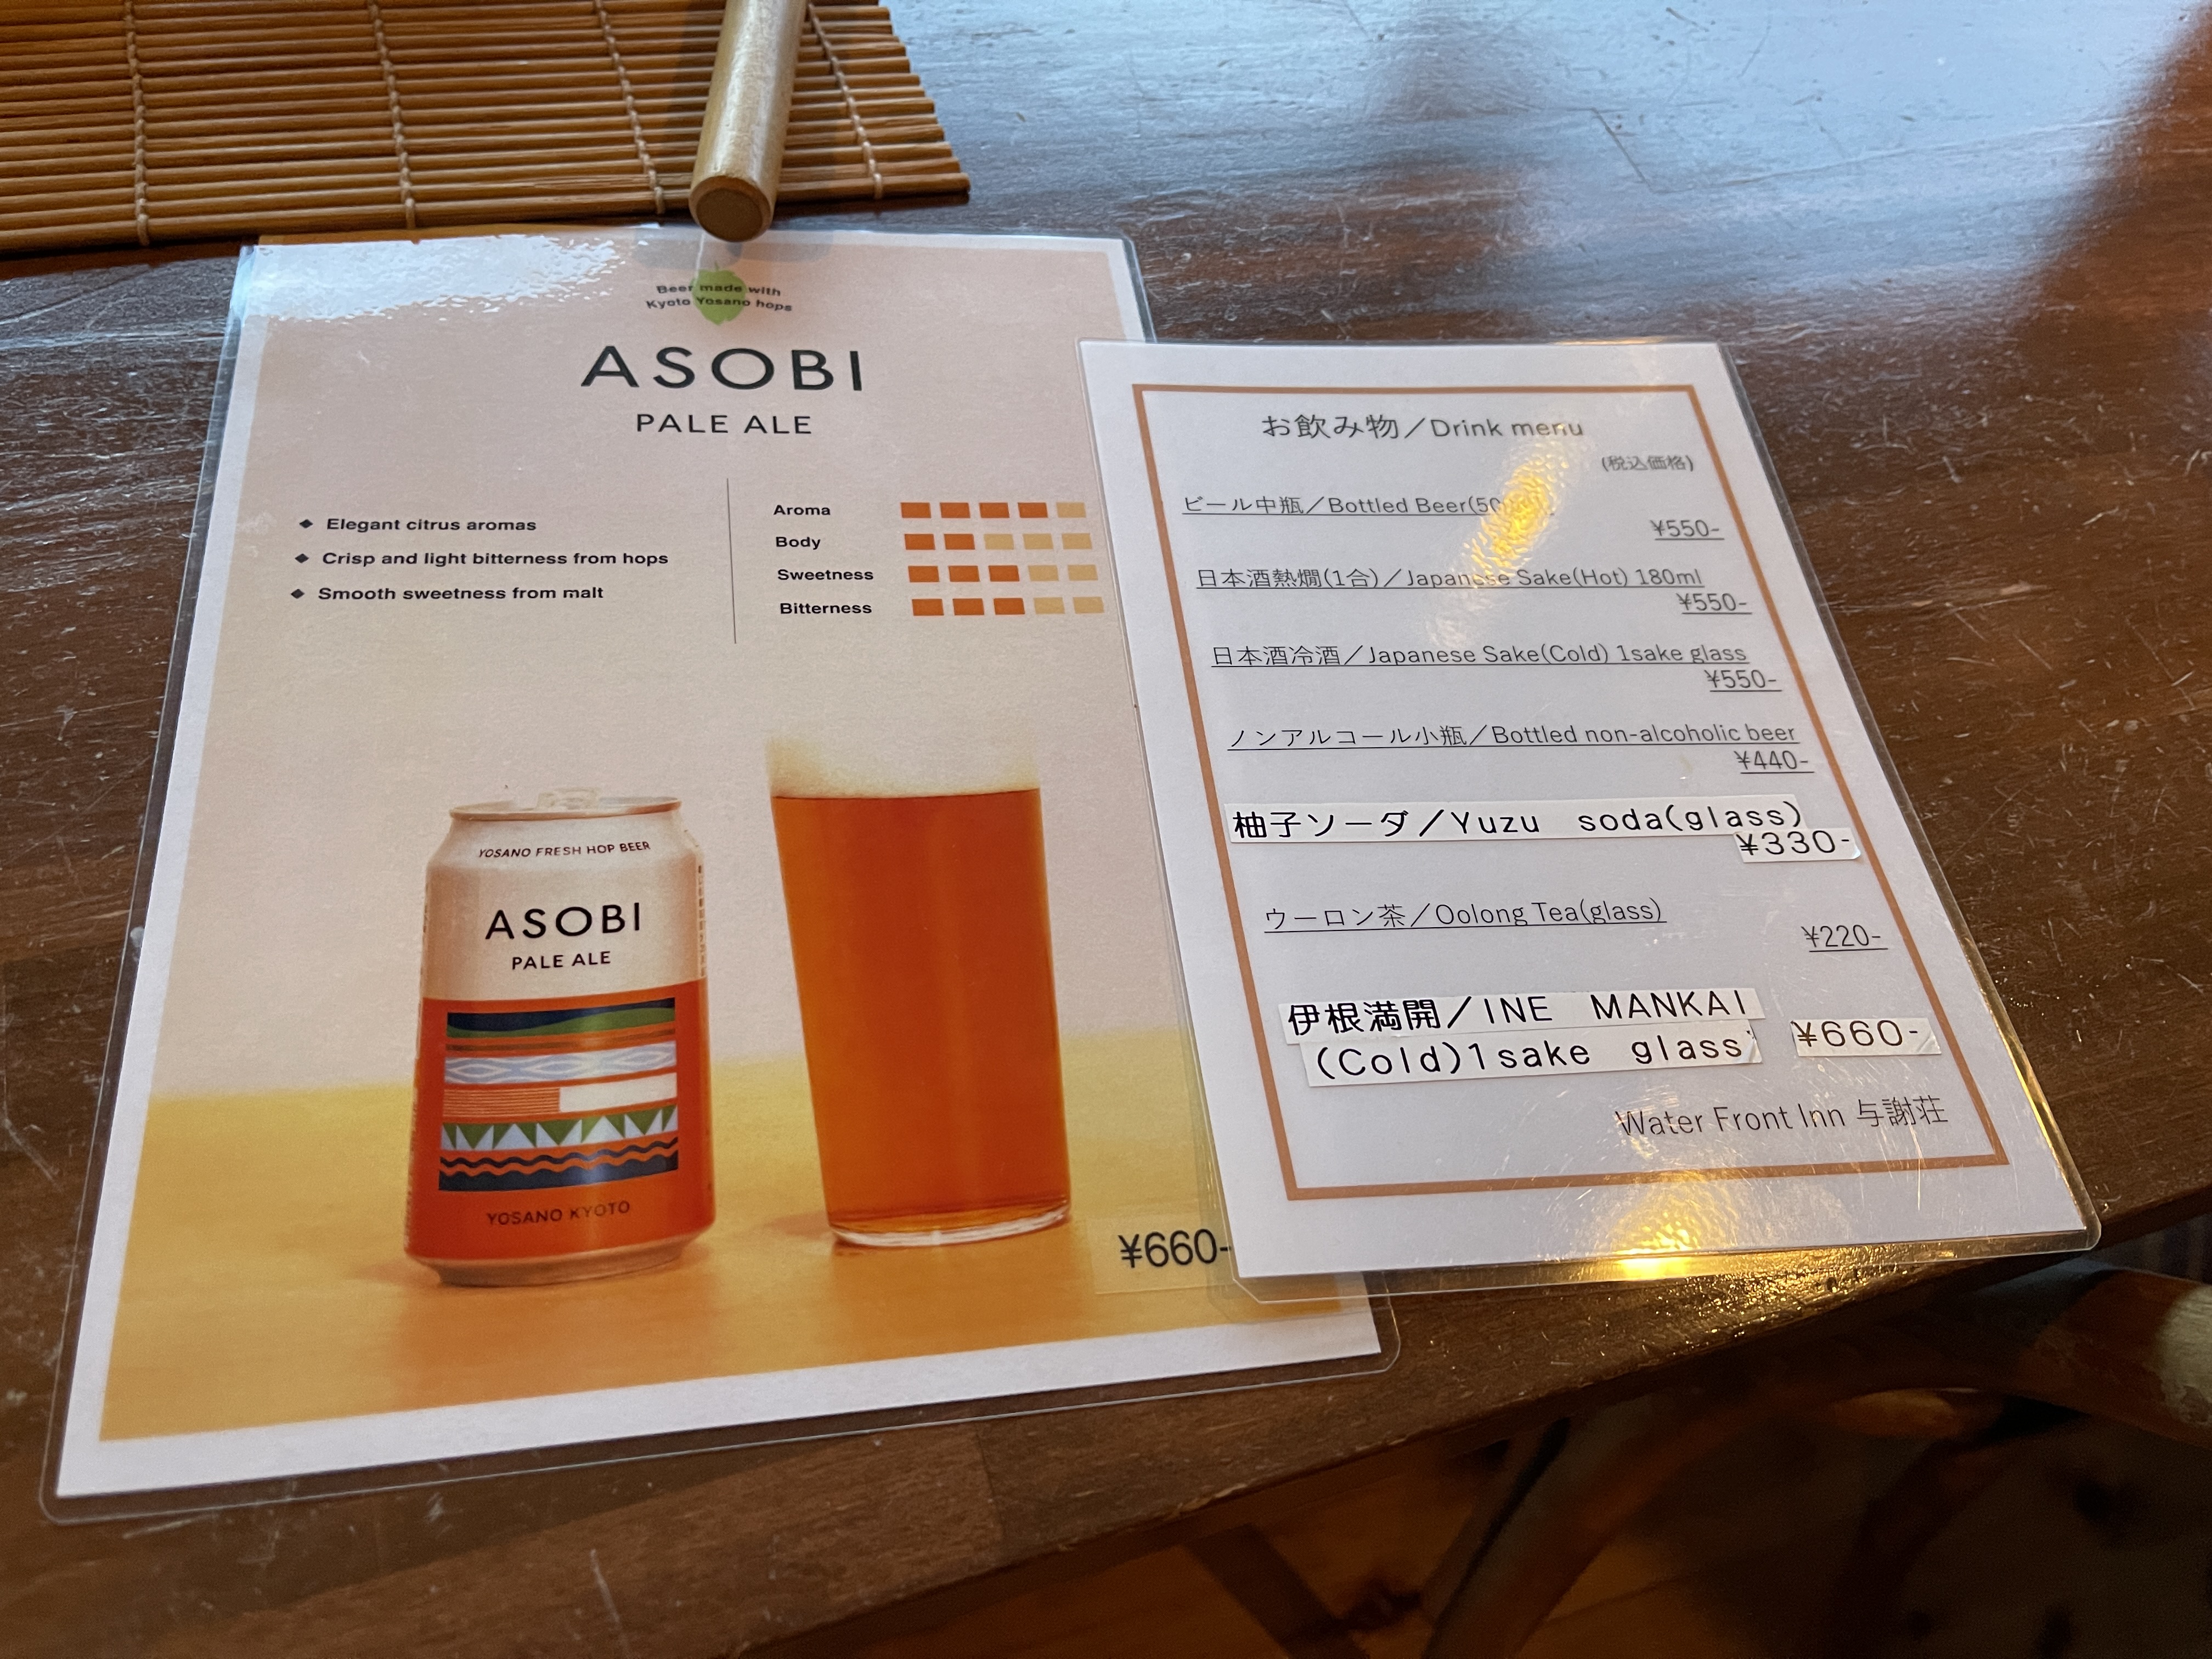 Beer made with
Kyoto Yosano hops
ASOBI
PALE ALE
◆ Elegant citrus aromas
◆ Crisp and light bitterness from hops
◆ Smooth sweetness from malt
Aroma
Body
Sweetness
Bitterness
YOSANO FRESH HOP BEER
ASOBI
PALE ALE
YOSANO KYOTO
¥660-
お飲み物／Drink menu
(税込価格)
ビール中瓶／Bottled Beer
¥550-
日本酒熱燗(1合)／Japanese Sake(Hot) 180ml
¥550-
日本酒冷酒／Japanese Sake(Cold) 1sake glass
¥550-
ノンアルコール小瓶／Bottled non-alcoholic beer
¥440-
柚子ソーダ／Yuzu soda(glass)
¥330-
ウーロン茶／Oolong Tea(glass)
¥220-
伊根満開／INE MANKAI
(Cold)1sake glass ¥660-
Water Front Inn 与謝荘